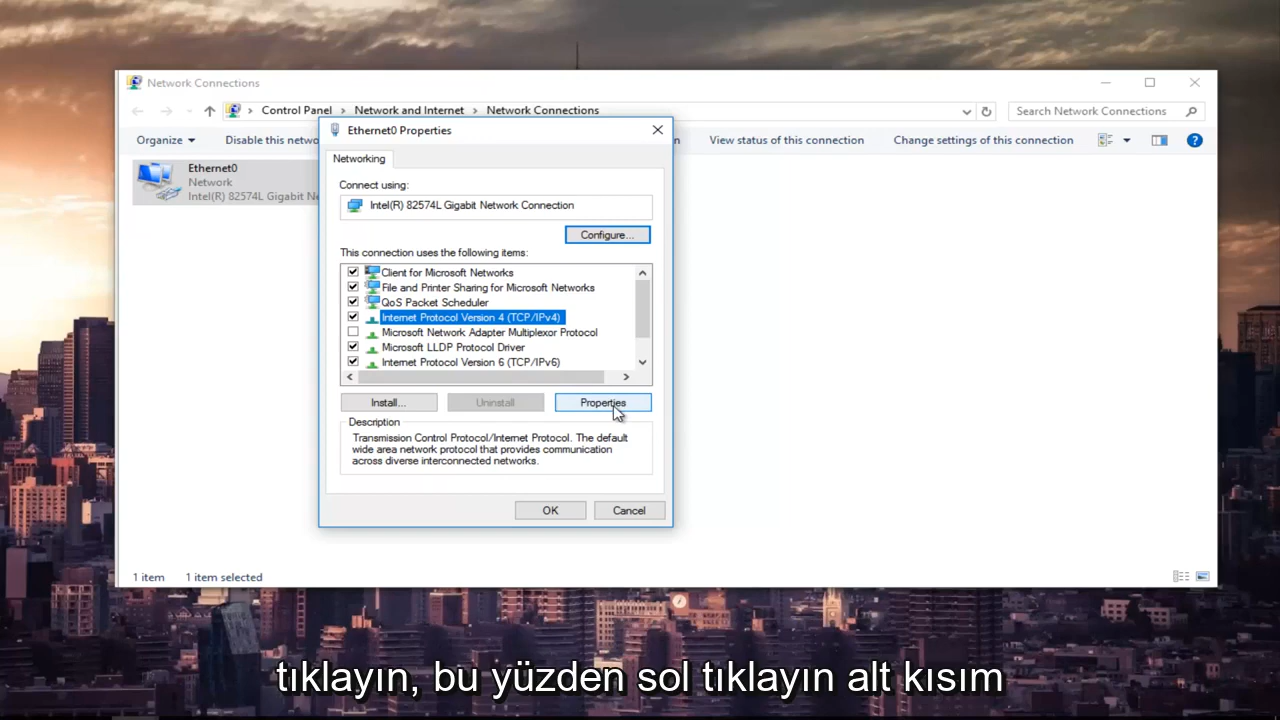 Network Connections
Control Panel > Network and Internet > Network Connections
Search Network Connections
Organize
Disable this netwo
n
View status of this connection
Change settings of this connection
Ethernet0
Network
Intel(R) 82574L Gigabit Ne
Ethernet0 Properties
Networking
Connect using:
Intel(R) 82574L Gigabit Network Connection
Configure...
This connection uses the following items:
Client for Microsoft Networks
File and Printer Sharing for Microsoft Networks
QoS Packet Scheduler
Internet Protocol Version 4 (TCP/IPv4)
Microsoft Network Adapter Multiplexor Protocol
Microsoft LLDP Protocol Driver
Internet Protocol Version 6 (TCP/IPv6)
Install...
Uninstall
Properties
Description
Transmission Control Protocol/Internet Protocol. The default
wide area network protocol that provides communication
across diverse interconnected networks.
OK
Cancel
1 item
1 item selected
tıklayın, bu yüzden sol tıklayın alt kısım